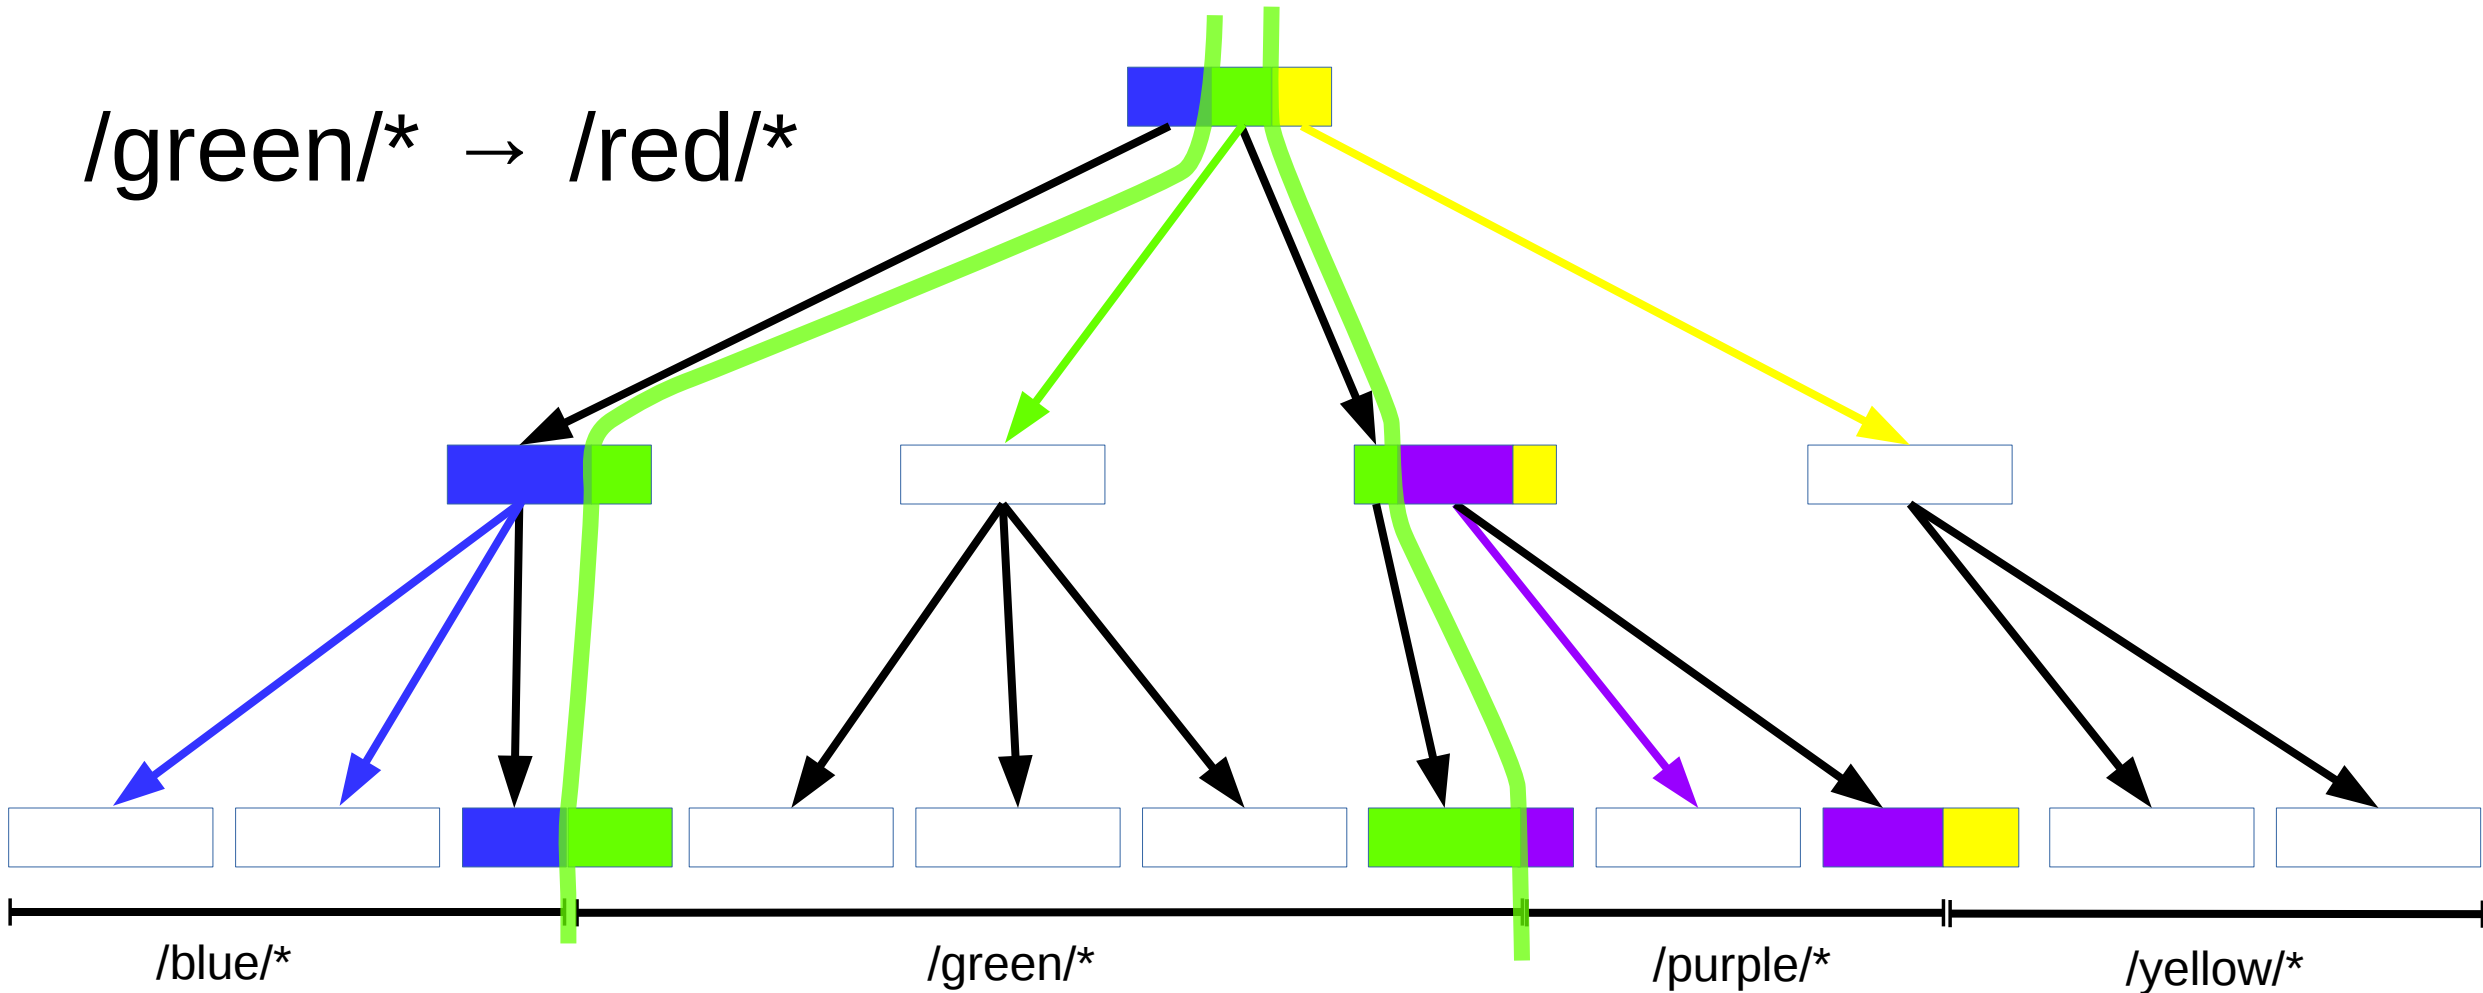 /green/* → /red/*
/blue/*
/green/*
/purple/*
/yellow/*